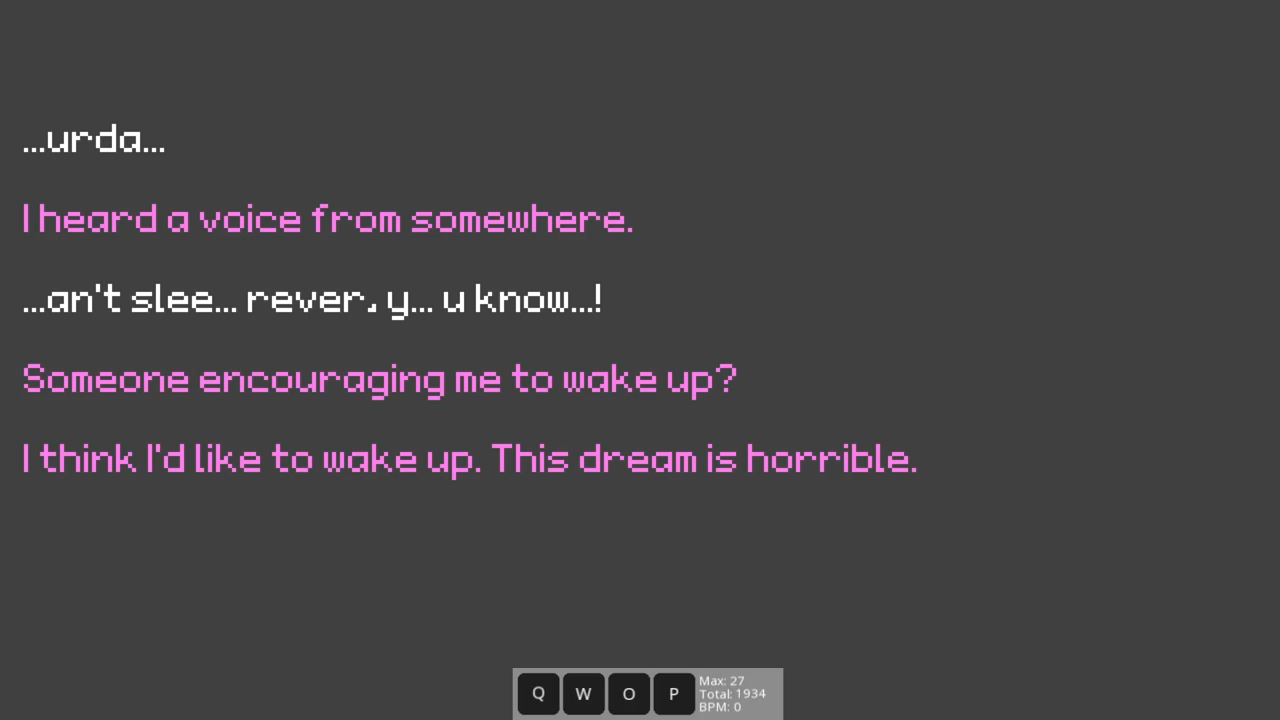 ...urda...
I heard a voice from somewhere.
...an't slee... rever, y... u know...!
Someone encouraging me to wake up?
I think I'd like to wake up. This dream is horrible.
Q W O P
Max: 27
Total: 1934
BPM: 0